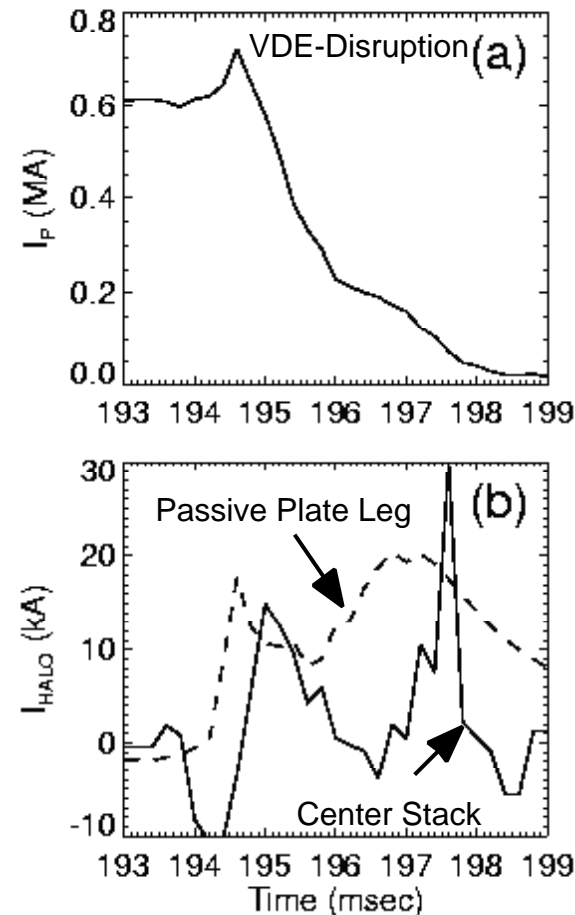 VDE-Disruption (a)
I_P (MA)
0.8
0.6
0.4
0.2
0.0
193 194 195 196 197 198 199
(b)
Passive Plate Leg
I_HALO (kA)
30
20
10
0
-10
Center Stack
193 194 195 196 197 198 199
Time (msec)